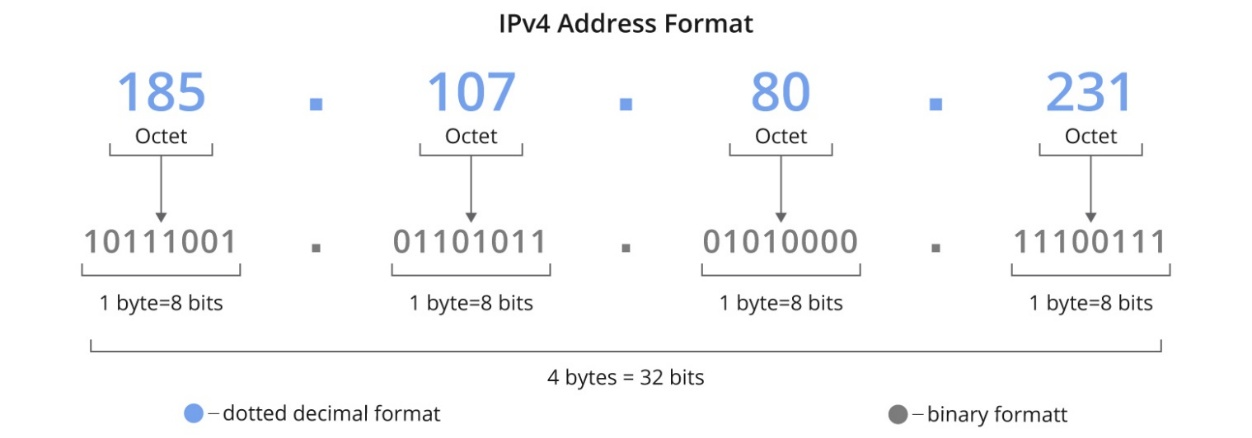 IPv4 Address Format
185 . 107 . 80 . 231
Octet Octet Octet Octet
10111001 . 01101011 . 01010000 . 11100111
1 byte=8 bits 1 byte=8 bits 1 byte=8 bits 1 byte=8 bits
4 bytes = 32 bits
– dotted decimal format – binary formatt